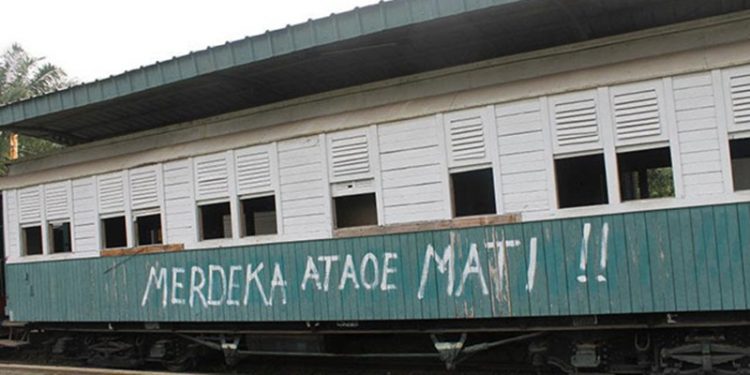 MERDEKA ATAOE MATI !!